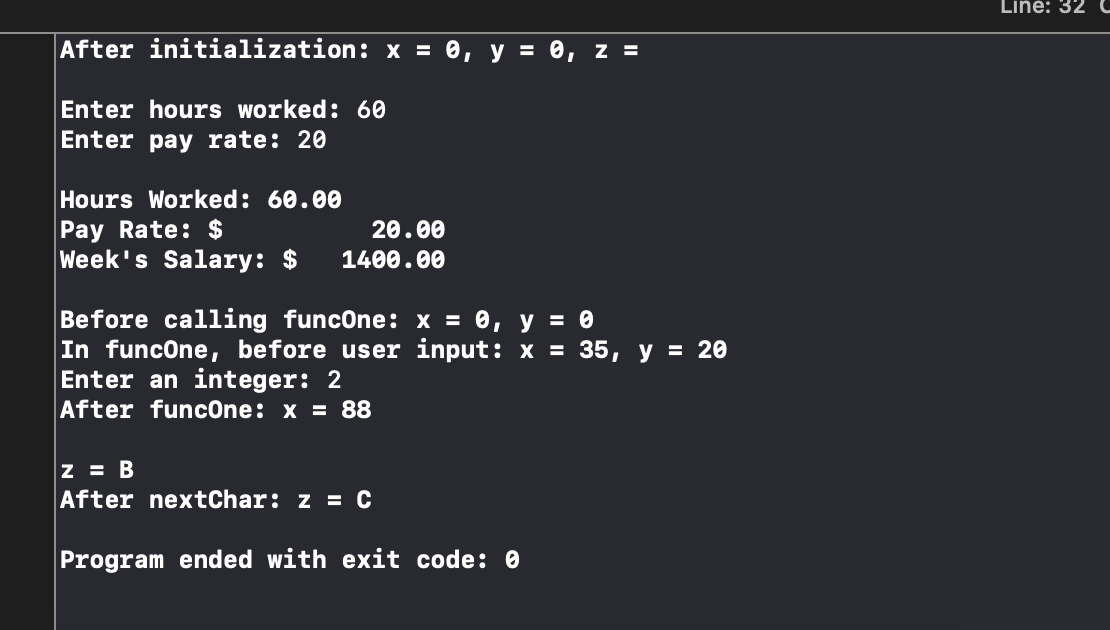 Line: 32
After initialization: x = 0, y = 0, z =
Enter hours worked: 60
Enter pay rate: 20
Hours Worked: 60.00
Pay Rate: $          20.00
Week's Salary: $   1400.00
Before calling funcOne: x = 0, y = 0
In funcOne, before user input: x = 35, y = 20
Enter an integer: 2
After funcOne: x = 88
z = B
After nextChar: z = C
Program ended with exit code: 0